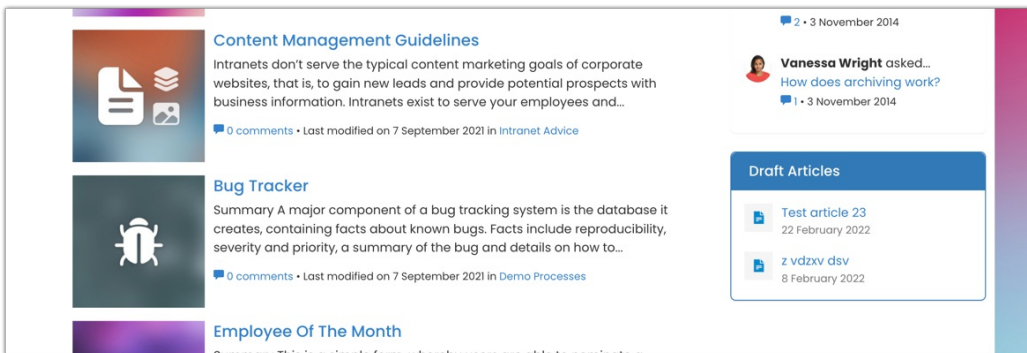 Content Management Guidelines
Intranets don’t serve the typical content marketing goals of corporate
websites, that is, to gain new leads and provide potential prospects with
business information. Intranets exist to serve your employees and...
0 comments • Last modified on 7 September 2021 in Intranet Advice
Bug Tracker
Summary A major component of a bug tracking system is the database it
creates, containing facts about known bugs. Facts include reproducibility,
severity and priority, a summary of the bug and details on how to...
0 comments • Last modified on 7 September 2021 in Demo Processes
Employee Of The Month
2 • 3 November 2014
Vanessa Wright asked...
How does archiving work?
1 • 3 November 2014
Draft Articles
Test article 23
22 February 2022
z vdzxv dsv
8 February 2022